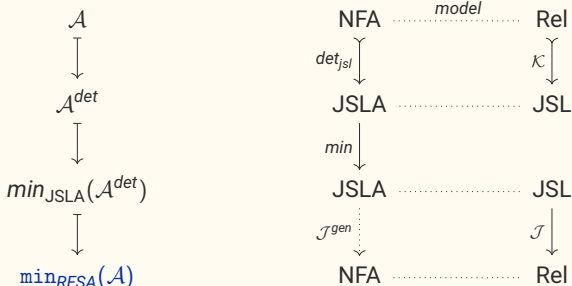 𝒜 NFA model Rel
det_jsl 𝒦
𝒜^det JSLA JSL
min
min_JSLA(𝒜^det) JSLA JSL
𝒥^gen 𝒥
min_RFSA(𝒜) NFA Rel